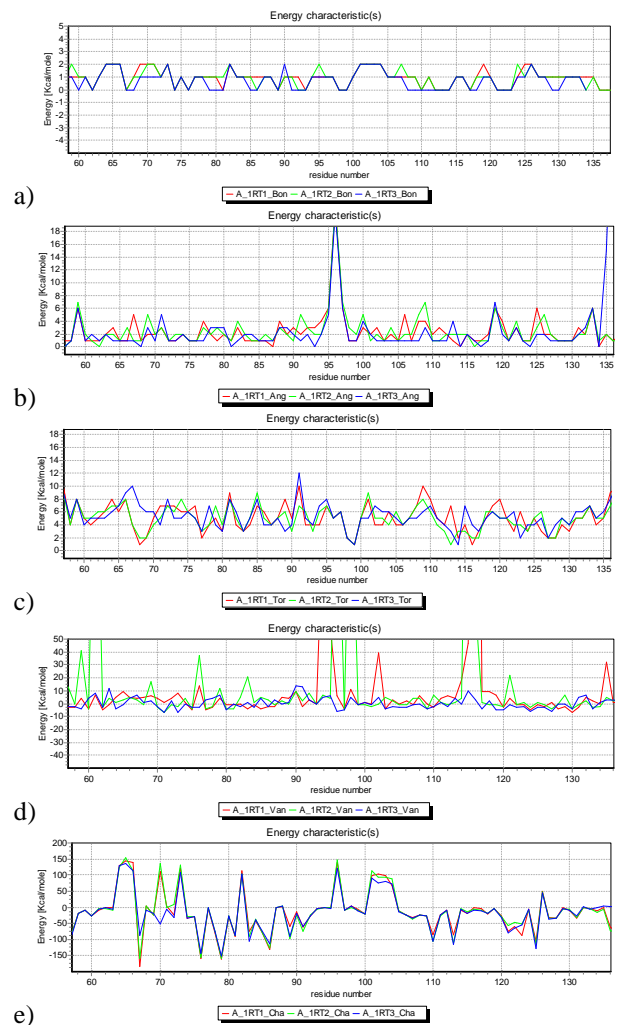 Energy characteristic(s)
Energy [Kcal/mole]
5
4
3
2
1
0
-1
-2
-3
-4
60 65 70 75 80 85 90 95 100 105 110 115 120 125 130 135
residue number
a)
A_1RT1_Bon A_1RT2_Bon A_1RT3_Bon
Energy characteristic(s)
Energy [Kcal/mole]
18
16
14
12
10
8
6
4
2
0
60 65 70 75 80 85 90 95 100 105 110 115 120 125 130 135
residue number
b)
A_1RT1_Ang A_1RT2_Ang A_1RT3_Ang
Energy characteristic(s)
Energy [Kcal/mole]
18
16
14
12
10
8
6
4
2
0
60 65 70 75 80 85 90 95 100 105 110 115 120 125 130 135
residue number
c)
A_1RT1_Tor A_1RT2_Tor A_1RT3_Tor
Energy characteristic(s)
Energy [Kcal/mole]
50
40
30
20
10
0
-10
-20
-30
-40
60 70 80 90 100 110 120 130
residue number
d)
A_1RT1_Van A_1RT2_Van A_1RT3_Van
Energy characteristic(s)
Energy [Kcal/mole]
200
150
100
50
0
-50
-100
-150
60 70 80 90 100 110 120 130
residue number
e)
A_1RT1_Cha A_1RT2_Cha A_1RT3_Cha